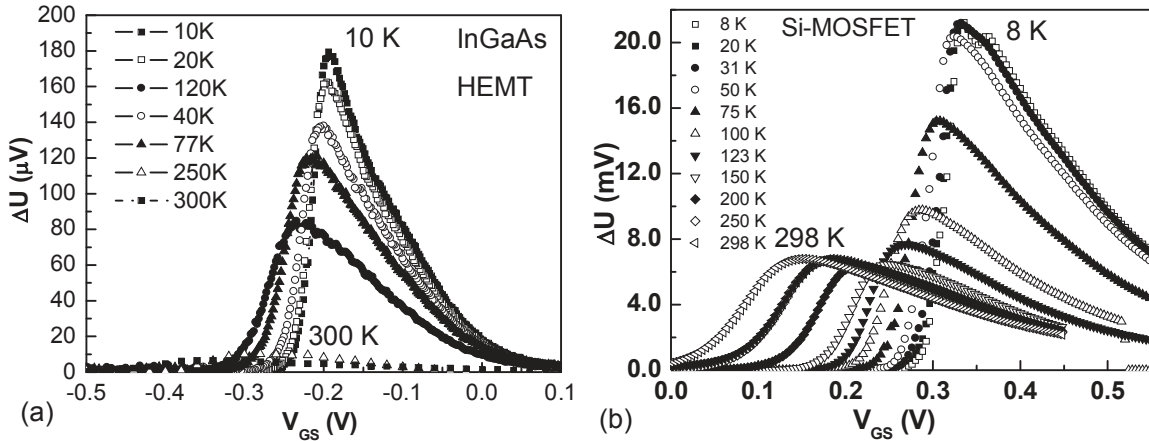 10K
20K
120K
40K
77K
250K
300K
10 K
InGaAs
HEMT
300 K
ΔU (µV)
180
160
140
120
100
80
60
40
20
0
-0.5
-0.4
-0.3
-0.2
-0.1
0.0
0.1
V_GS (V)
(a)
8 K
20 K
31 K
50 K
75 K
100 K
123 K
150 K
200 K
250 K
298 K
Si-MOSFET
8 K
298 K
ΔU (mV)
20.0
16.0
12.0
8.0
4.0
0.0
0.0
0.1
0.2
0.3
0.4
0.5
V_GS (V)
(b)